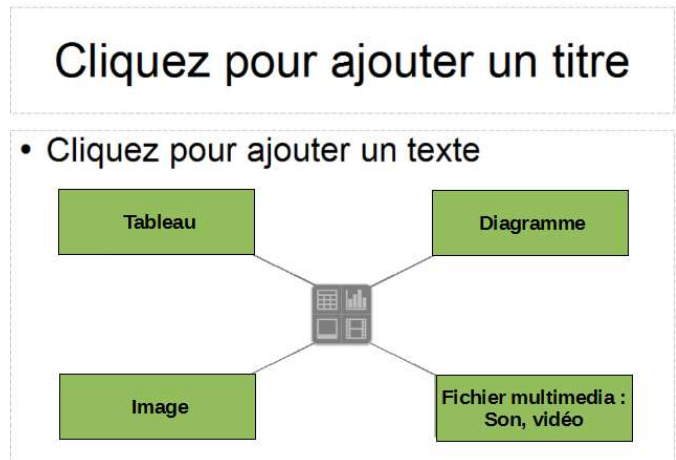 Cliquez pour ajouter un titre
• Cliquez pour ajouter un texte
Tableau
Diagramme
Image
Fichier multimedia :
Son, vidéo